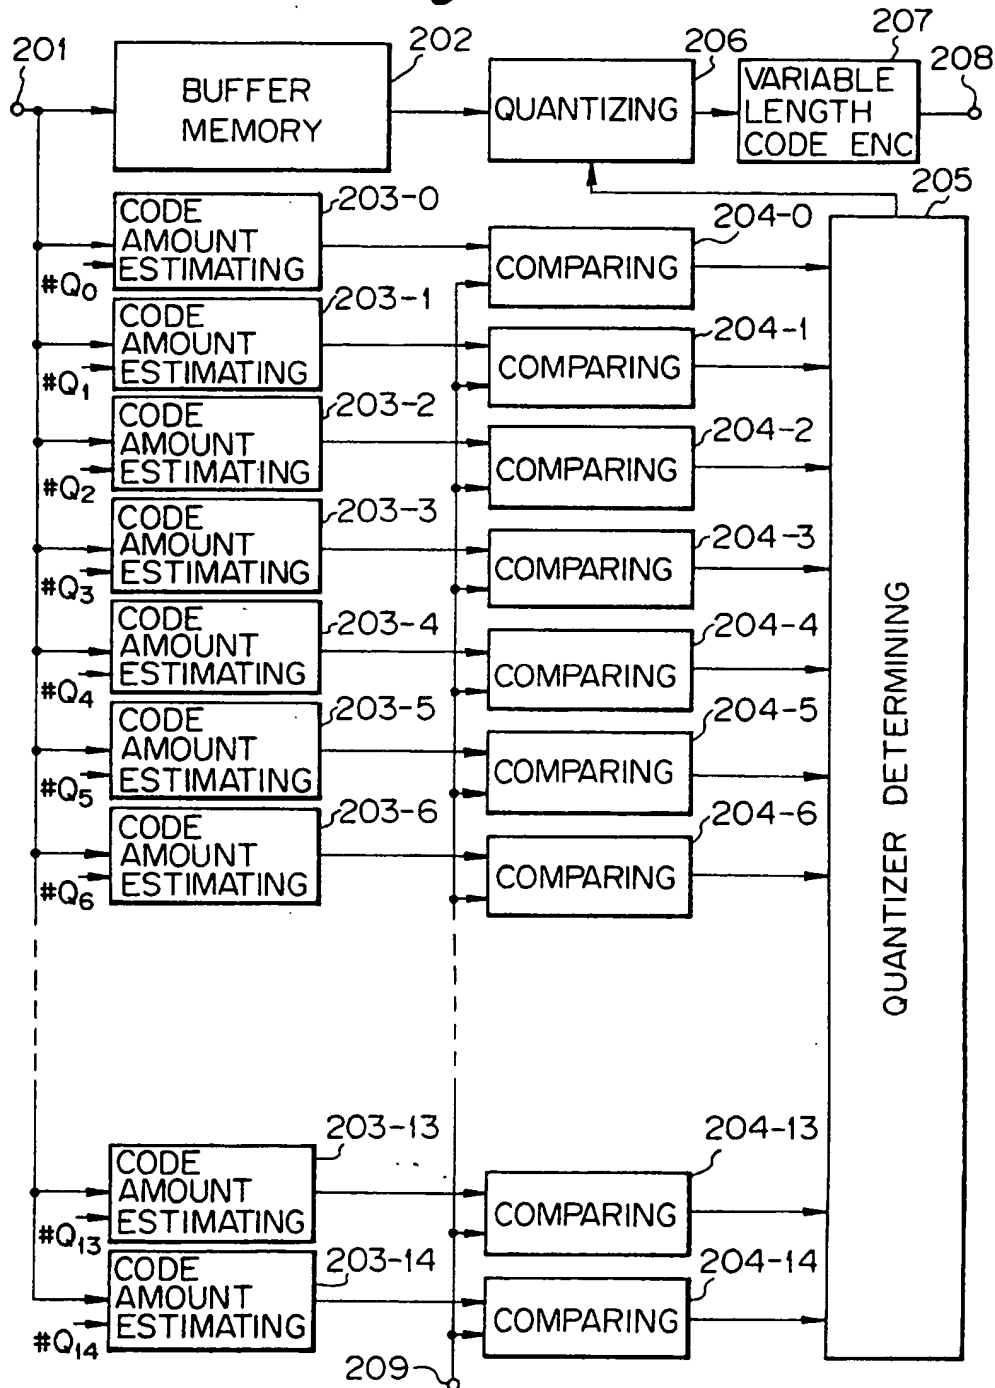 201
BUFFER
MEMORY
202
QUANTIZING
206
VARIABLE
LENGTH
CODE ENC
207
208
CODE
AMOUNT
ESTIMATING
203-0
#Q0
COMPARING
204-0
205
CODE
AMOUNT
ESTIMATING
203-1
#Q1
COMPARING
204-1
CODE
AMOUNT
ESTIMATING
203-2
#Q2
COMPARING
204-2
CODE
AMOUNT
ESTIMATING
203-3
#Q3
COMPARING
204-3
CODE
AMOUNT
ESTIMATING
203-4
#Q4
COMPARING
204-4
CODE
AMOUNT
ESTIMATING
203-5
#Q5
COMPARING
204-5
CODE
AMOUNT
ESTIMATING
203-6
#Q6
COMPARING
204-6
QUANTIZER DETERMINING
CODE
AMOUNT
ESTIMATING
203-13
#Q13
COMPARING
204-13
CODE
AMOUNT
ESTIMATING
203-14
#Q14
COMPARING
204-14
209